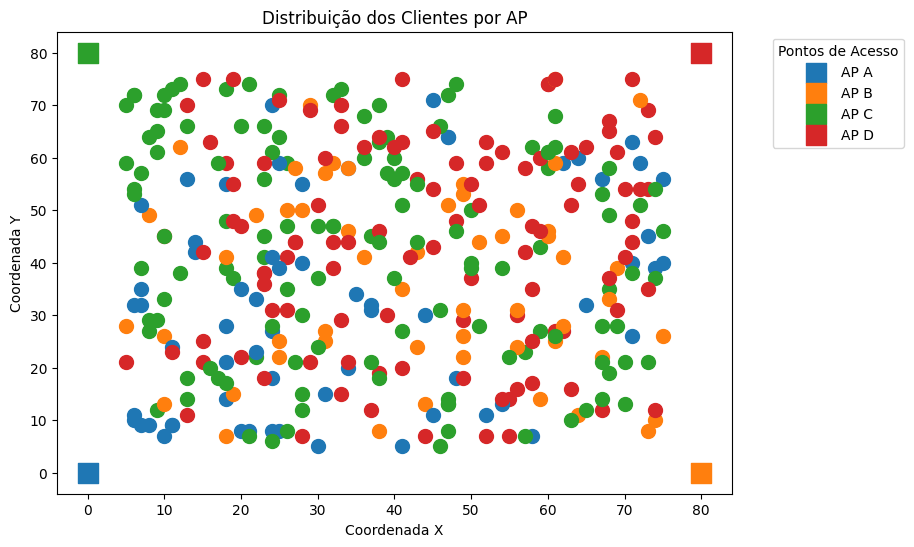 Distribuição dos Clientes por AP
Coordenada Y
80
70
60
50
40
30
20
10
0
0 10 20 30 40 50 60 70 80
Coordenada X
Pontos de Acesso
AP A
AP B
AP C
AP D